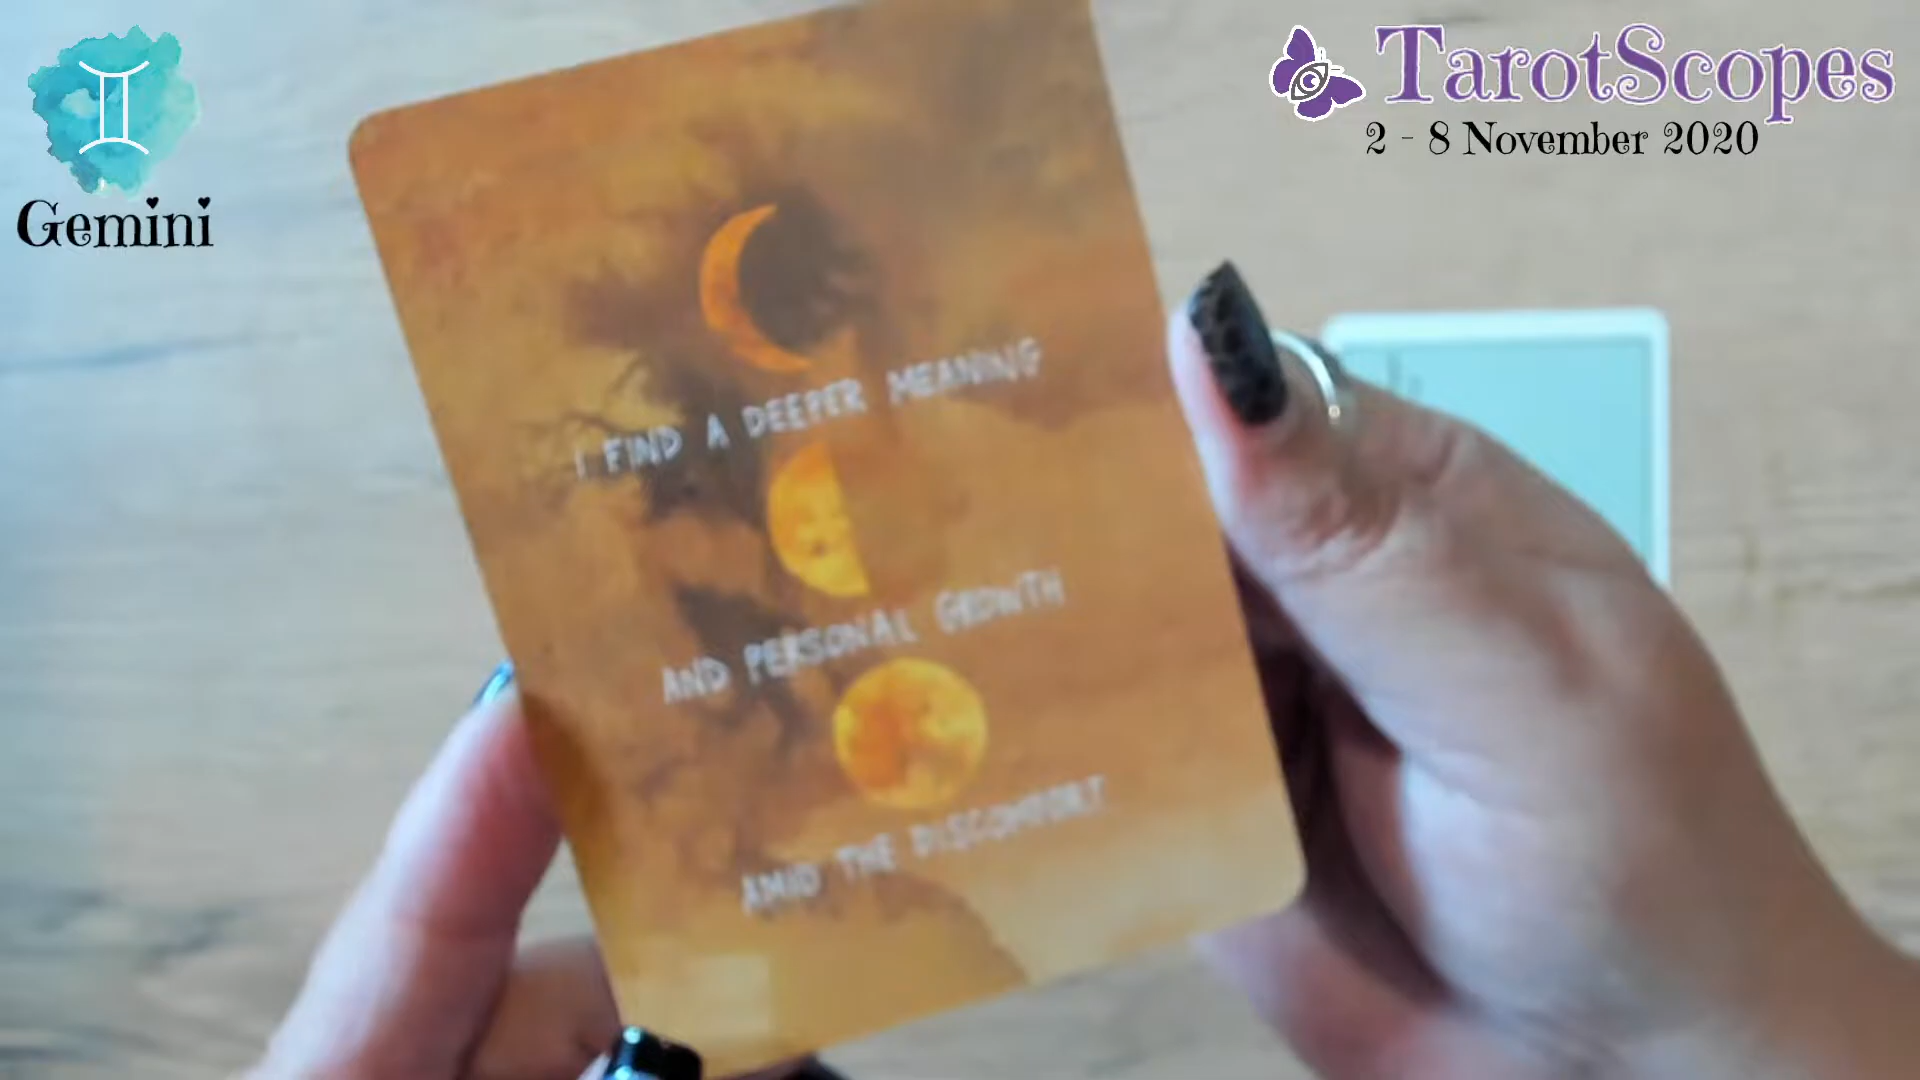 Gemini
TarotScopes
2 - 8 November 2020
I FIND A DEEPER MEANING
AND PERSONAL GROWTH
AMID THE DISCOMFORT